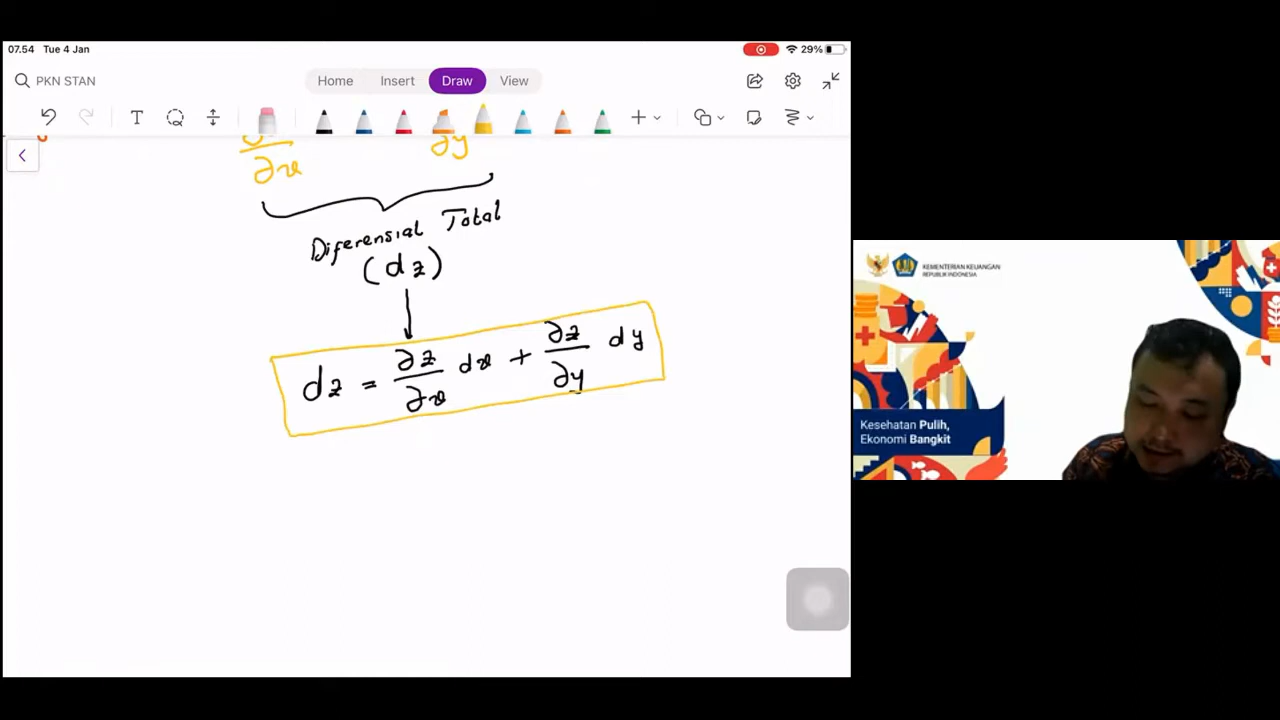 07.54 Tue 4 Jan
29%
PKN STAN
Home Insert Draw View
T
∂x ∂y
Diferensial Total
(dz)
dz = ∂z/∂x dx + ∂z/∂y dy
KEMENTERIAN KEUANGAN
REPUBLIK INDONESIA
Kesehatan Pulih,
Ekonomi Bangkit